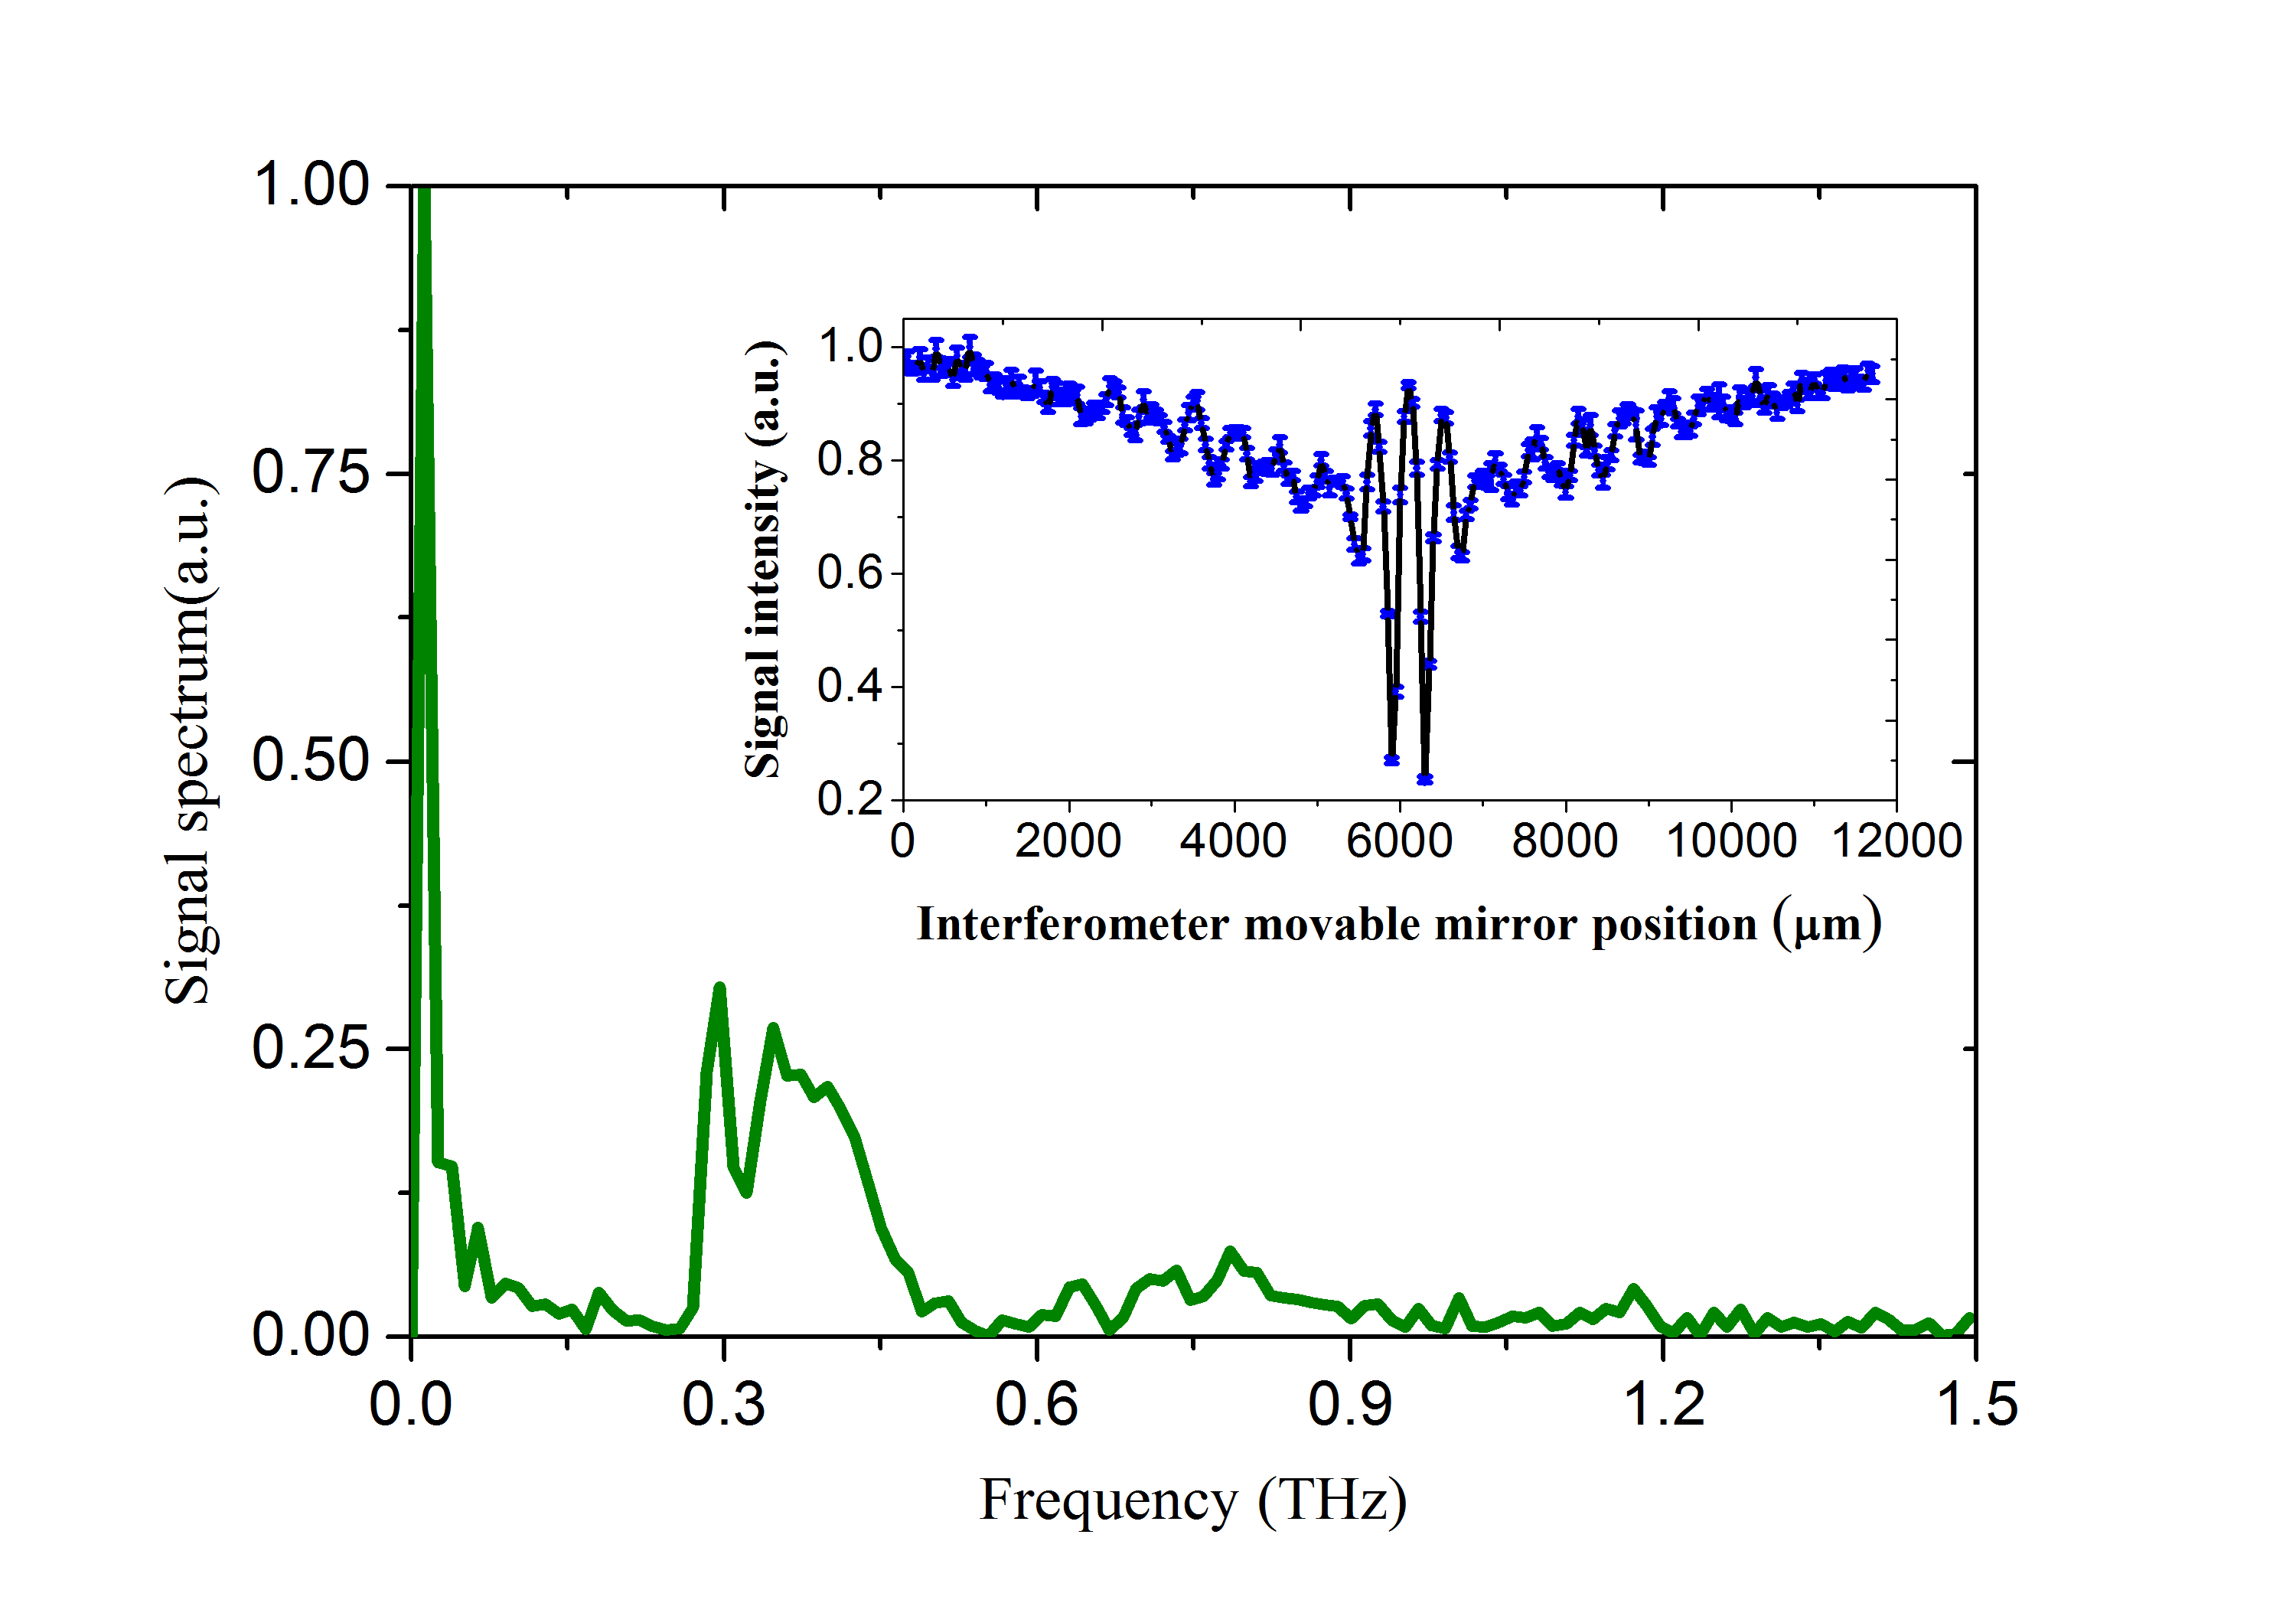 1.00
0.75
0.50
0.25
0.00
Signal spectrum(a.u.)
1.0
0.8
0.6
0.4
0.2
Signal intensity (a.u.)
0 2000 4000 6000 8000 10000 12000
Interferometer movable mirror position (μm)
0.0 0.3 0.6 0.9 1.2 1.5
Frequency (THz)